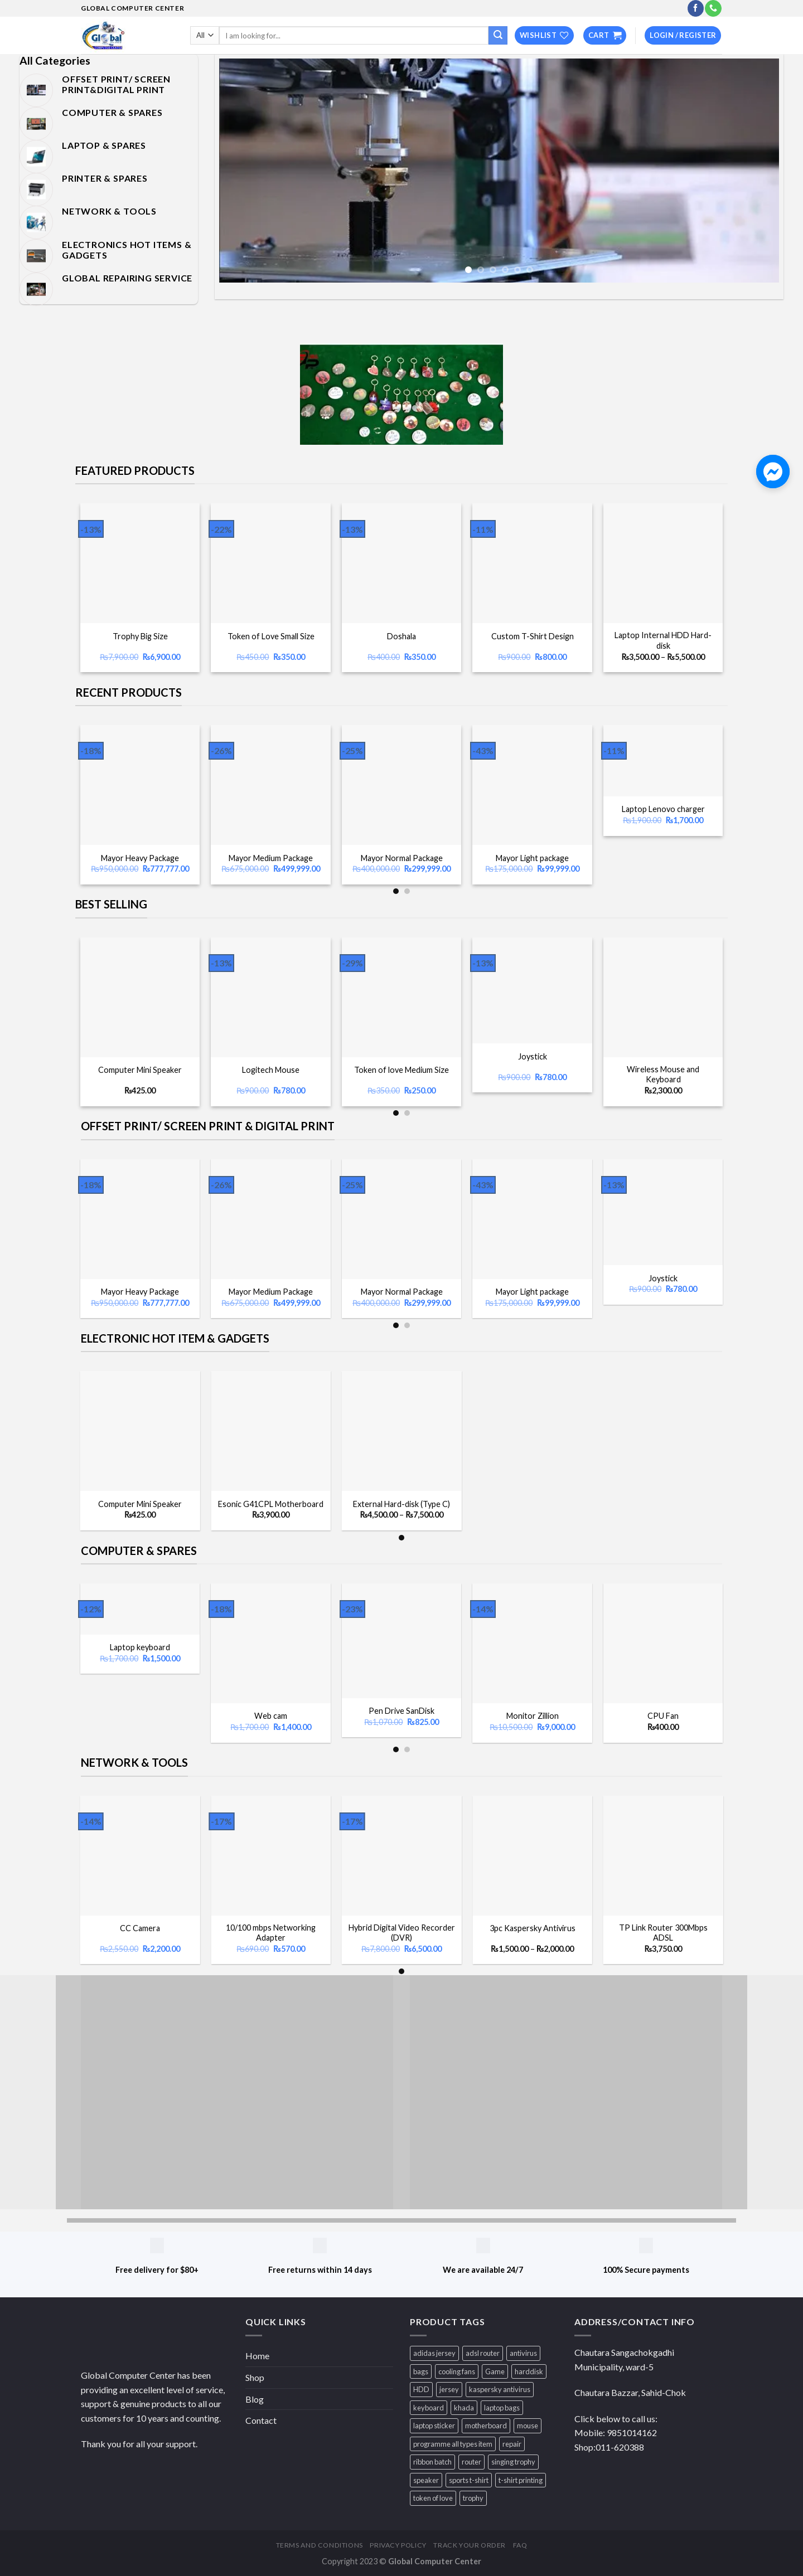 GLOBAL COMPUTER CENTER
Global
All
I am looking for...
WISHLIST
CART
LOGIN / REGISTER
All Categories
OFFSET PRINT/ SCREEN
PRINT&DIGITAL PRINT
COMPUTER & SPARES
LAPTOP & SPARES
PRINTER & SPARES
NETWORK & TOOLS
ELECTRONICS HOT ITEMS &
GADGETS
GLOBAL REPAIRING SERVICE
FEATURED PRODUCTS
-13% -22% -13% -11%
Trophy Big Size
₨7,900.00 ₨6,900.00
Token of Love Small Size
₨450.00 ₨350.00
Doshala
₨400.00 ₨350.00
Custom T-Shirt Design
₨900.00 ₨800.00
Laptop Internal HDD Hard-
disk
₨3,500.00 – ₨5,500.00
RECENT PRODUCTS
-18% -26% -25% -43% -11%
Mayor Heavy Package
₨950,000.00 ₨777,777.00
Mayor Medium Package
₨675,000.00 ₨499,999.00
Mayor Normal Package
₨400,000.00 ₨299,999.00
Mayor Light package
₨175,000.00 ₨99,999.00
Laptop Lenovo charger
₨1,900.00 ₨1,700.00
BEST SELLING
-13% -29% -13%
Computer Mini Speaker
₨425.00
Logitech Mouse
₨900.00 ₨780.00
Token of love Medium Size
₨350.00 ₨250.00
Joystick
₨900.00 ₨780.00
Wireless Mouse and
Keyboard
₨2,300.00
OFFSET PRINT/ SCREEN PRINT & DIGITAL PRINT
-18% -26% -25% -43% -13%
Mayor Heavy Package
₨950,000.00 ₨777,777.00
Mayor Medium Package
₨675,000.00 ₨499,999.00
Mayor Normal Package
₨400,000.00 ₨299,999.00
Mayor Light package
₨175,000.00 ₨99,999.00
Joystick
₨900.00 ₨780.00
ELECTRONIC HOT ITEM & GADGETS
Computer Mini Speaker
₨425.00
Esonic G41CPL Motherboard
₨3,900.00
External Hard-disk (Type C)
₨4,500.00 – ₨7,500.00
COMPUTER & SPARES
-12% -18% -23% -14%
Laptop keyboard
₨1,700.00 ₨1,500.00
Web cam
₨1,700.00 ₨1,400.00
Pen Drive SanDisk
₨1,070.00 ₨825.00
Monitor Zillion
₨10,500.00 ₨9,000.00
CPU Fan
₨400.00
NETWORK & TOOLS
-14% -17% -17%
CC Camera
₨2,550.00 ₨2,200.00
10/100 mbps Networking
Adapter
₨690.00 ₨570.00
Hybrid Digital Video Recorder
(DVR)
₨7,800.00 ₨6,500.00
3pc Kaspersky Antivirus
₨1,500.00 – ₨2,000.00
TP Link Router 300Mbps
ADSL
₨3,750.00
Free delivery for $80+
Free returns within 14 days
We are available 24/7
100% Secure payments
Global Computer Center has been
providing an excellent level of service,
support & genuine products to all our
customers for 10 years and counting.
Thank you for all your support.
QUICK LINKS
Home
Shop
Blog
Contact
PRODUCT TAGS
adidas jersey adsl router antivirus
bags cooling fans Game harddisk
HDD jersey kaspersky antivirus
keyboard khada laptop bags
laptop sticker motherboard mouse
programme all types item repair
ribbon batch router singing trophy
speaker sports t-shirt t-shirt printing
token of love trophy
ADDRESS/CONTACT INFO
Chautara Sangachokgadhi
Municipality, ward-5
Chautara Bazzar, Sahid-Chok
Click below to call us:
Mobile: 9851014162
Shop:011-620388
TERMS AND CONDITIONS PRIVACY POLICY TRACK YOUR ORDER FAQ
Copyright 2023 © Global Computer Center